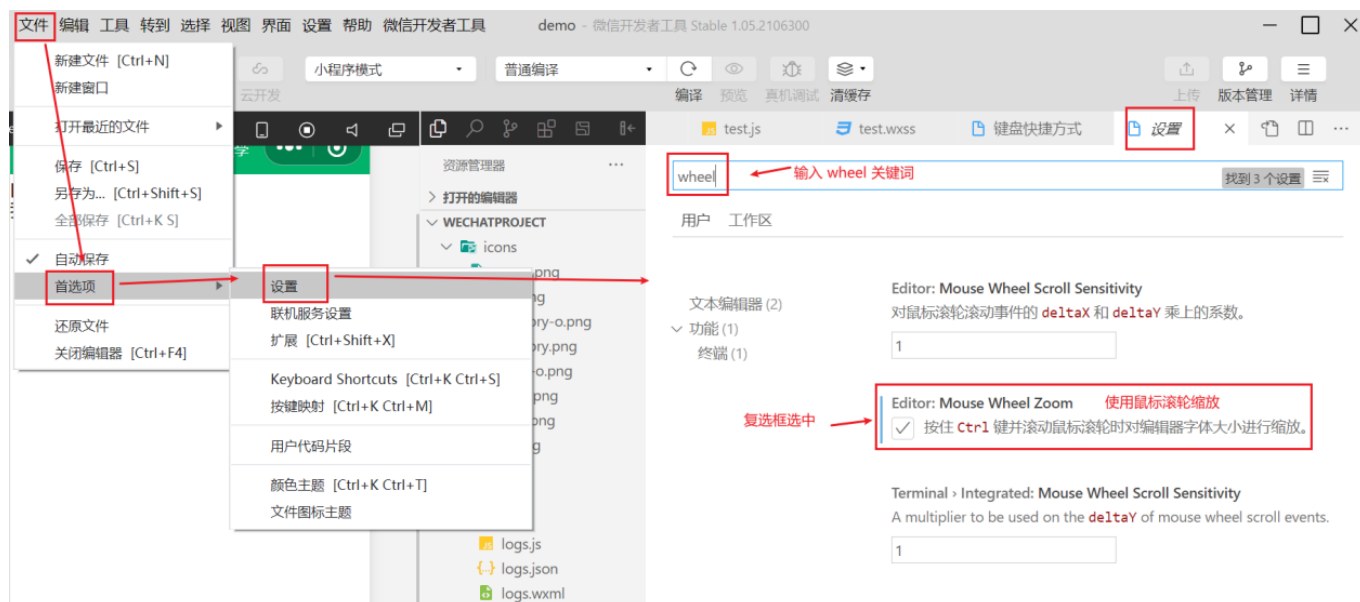 文件 编辑 工具 转到 选择 视图 界面 设置 帮助 微信开发者工具 demo - 微信开发者工具 Stable 1.05.2106300
新建文件 [Ctrl+N]
新建窗口
打开最近的文件
保存 [Ctrl+S]
另存为... [Ctrl+Shift+S]
全部保存 [Ctrl+K S]
自动保存
首选项
还原文件
关闭编辑器 [Ctrl+F4]
设置
联机服务设置
扩展 [Ctrl+Shift+X]
Keyboard Shortcuts [Ctrl+K Ctrl+S]
按键映射 [Ctrl+K Ctrl+M]
用户代码片段
颜色主题 [Ctrl+K Ctrl+T]
文件图标主题
小程序模式 普通编译
云开发 编译 预览 真机调试 清缓存 上传 版本管理 详情
学
资源管理器
打开的编辑器
WECHATPROJECT
icons
.png
ory-o.png
ory.png
-o.png
png
png
logs.js
logs.json
logs.wxml
test.js test.wxss 键盘快捷方式 设置
wheel 输入 wheel 关键词 找到 3 个设置
用户 工作区
文本编辑器 (2)
功能 (1)
终端 (1)
Editor: Mouse Wheel Scroll Sensitivity
对鼠标滚轮滚动事件的 deltaX 和 deltaY 乘上的系数。
1
复选框选中
Editor: Mouse Wheel Zoom 使用鼠标滚轮缩放
按住 Ctrl 键并滚动鼠标滚轮时对编辑器字体大小进行缩放。
Terminal › Integrated: Mouse Wheel Scroll Sensitivity
A multiplier to be used on the deltaY of mouse wheel scroll events.
1